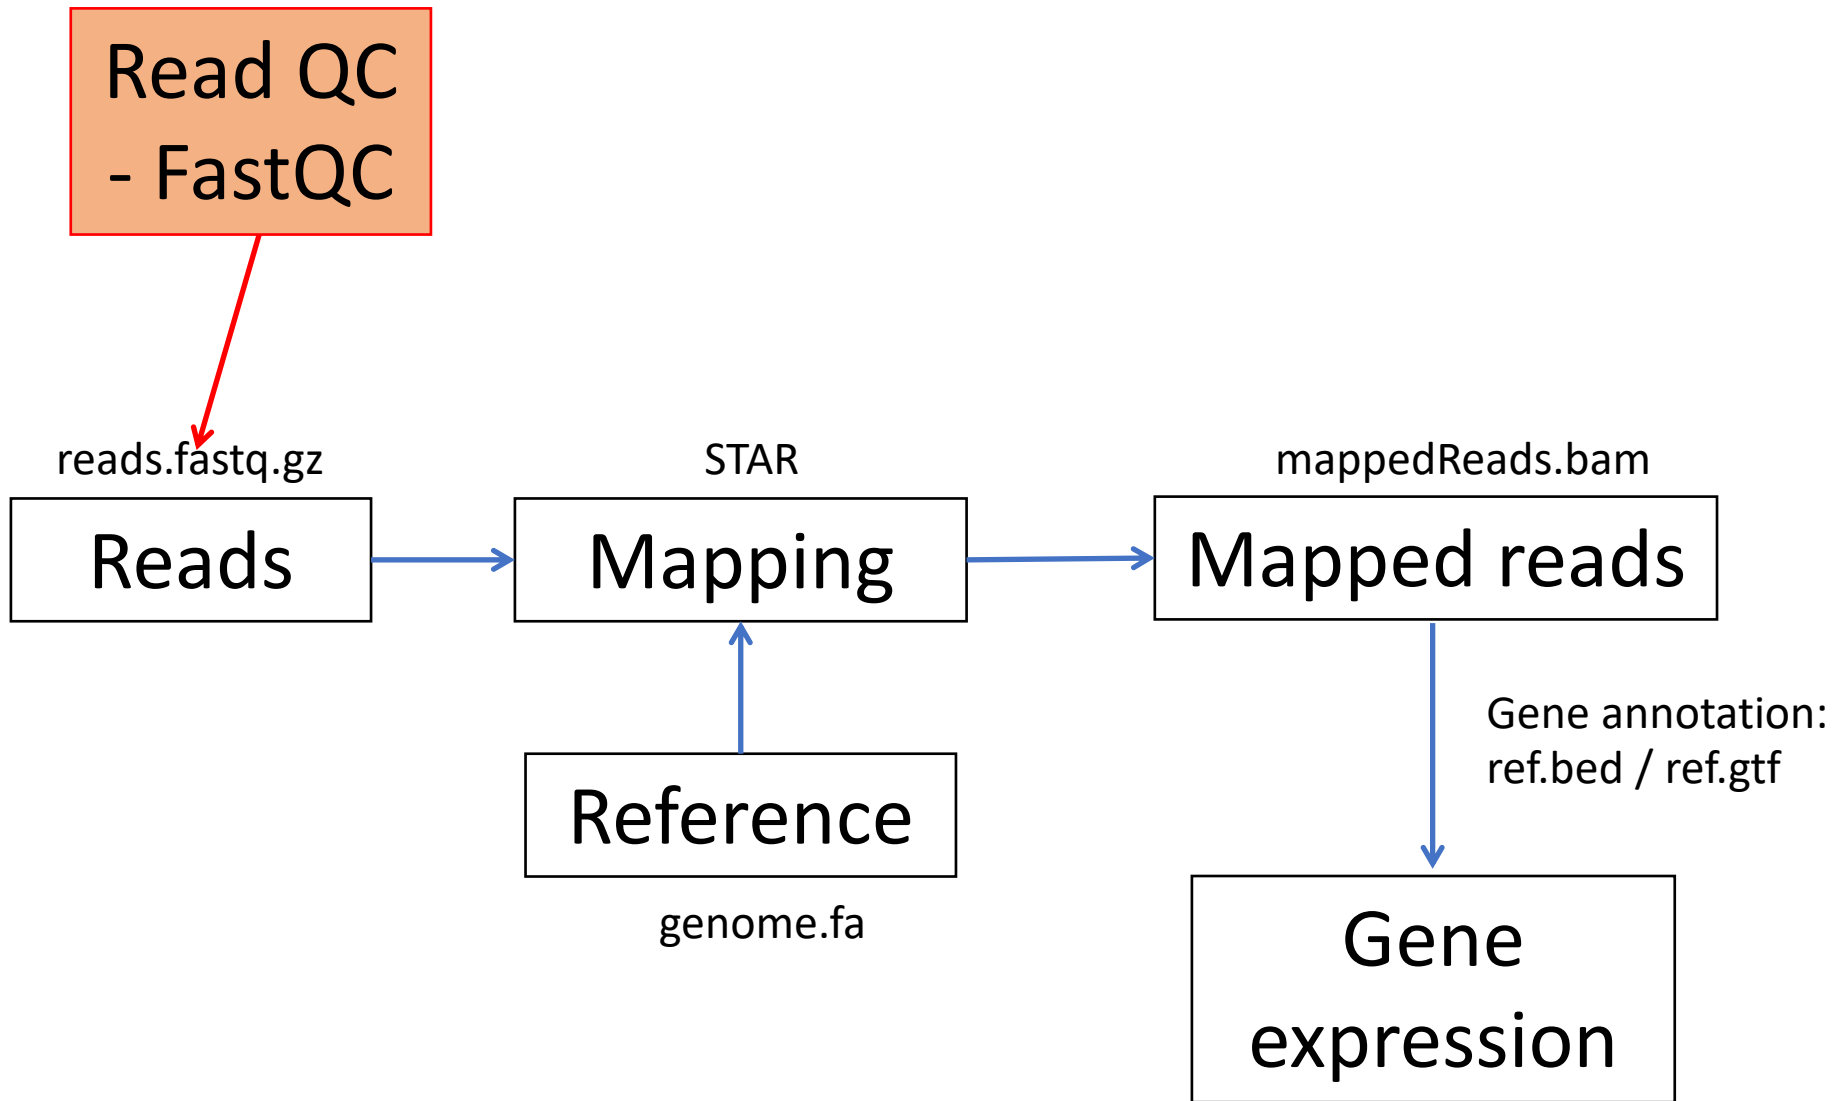 Read QC
- FastQC
reads.fastq.gz
STAR
mappedReads.bam
Reads
Mapping
Mapped reads
Gene annotation:
ref.bed / ref.gtf
Reference
genome.fa
Gene
expression